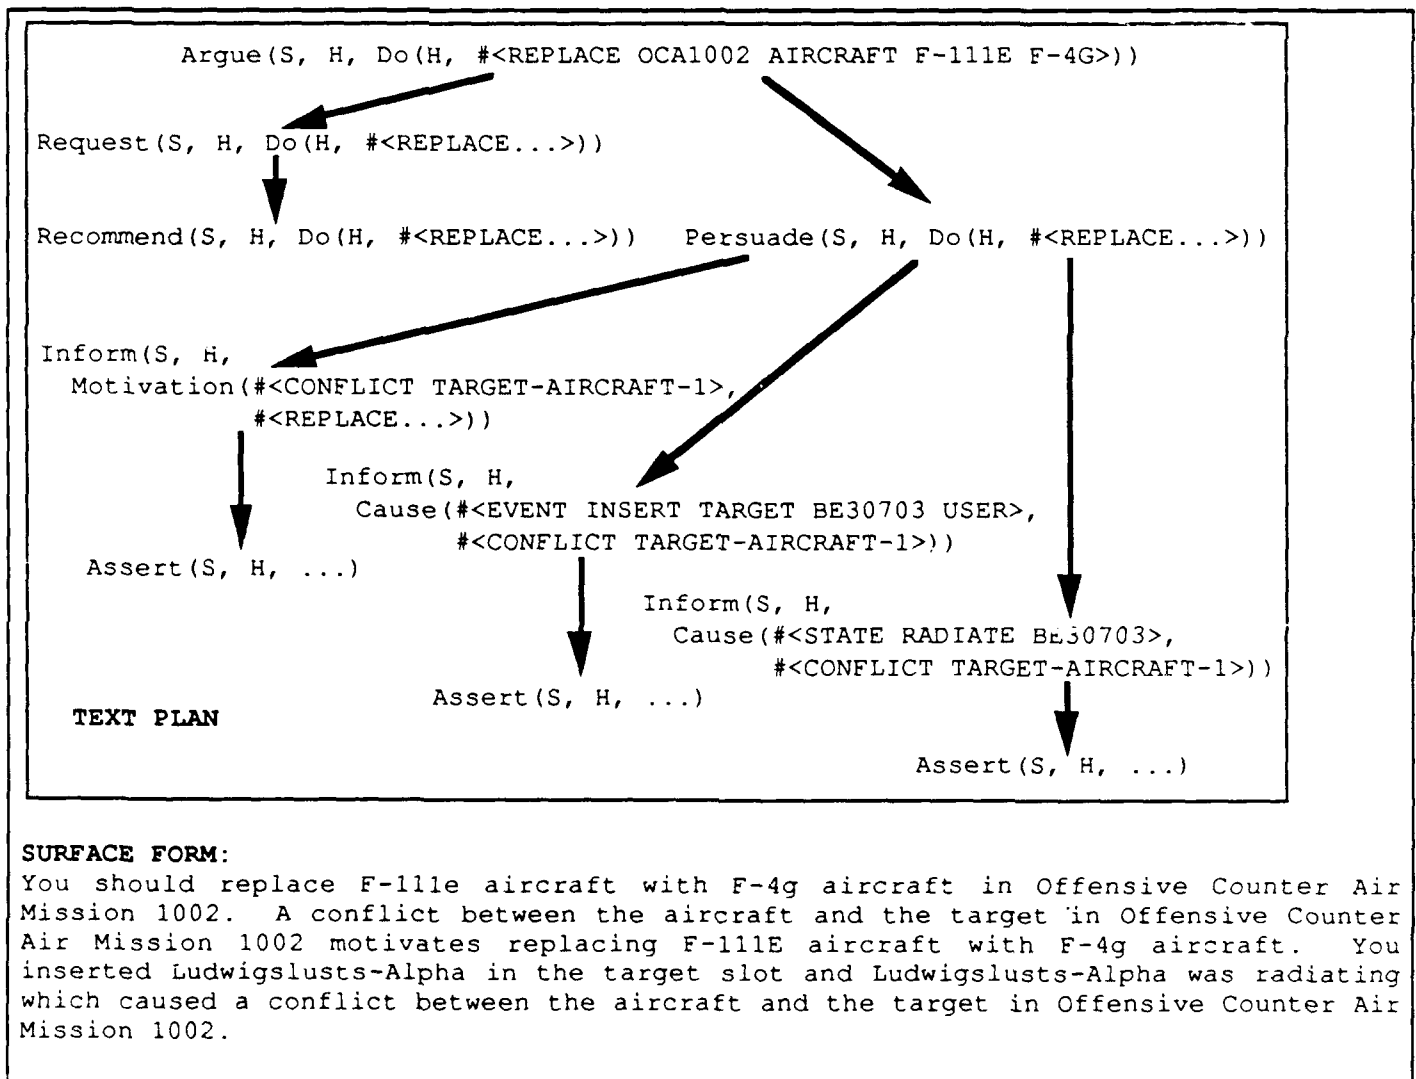 Argue(S, H, Do(H, #<REPLACE OCA1002 AIRCRAFT F-111E F-4G>))
Request(S, H, Do(H, #<REPLACE...>))
Recommend(S, H, Do(H, #<REPLACE...>)) Persuade(S, H, Do(H, #<REPLACE...>))
Inform(S, H,
Motivation(#<CONFLICT TARGET-AIRCRAFT-1>,
#<REPLACE...>))
Inform(S, H,
Cause(#<EVENT INSERT TARGET BE30703 USER>,
#<CONFLICT TARGET-AIRCRAFT-1>))
Assert(S, H, ...)
Inform(S, H,
Cause(#<STATE RADIATE BE30703>,
#<CONFLICT TARGET-AIRCRAFT-1>))
Assert(S, H, ...)
TEXT PLAN
Assert(S, H, ...)
SURFACE FORM:
You should replace F-111e aircraft with F-4g aircraft in Offensive Counter Air
Mission 1002. A conflict between the aircraft and the target in Offensive Counter
Air Mission 1002 motivates replacing F-111E aircraft with F-4g aircraft. You
inserted Ludwigslusts-Alpha in the target slot and Ludwigslusts-Alpha was radiating
which caused a conflict between the aircraft and the target in Offensive Counter Air
Mission 1002.